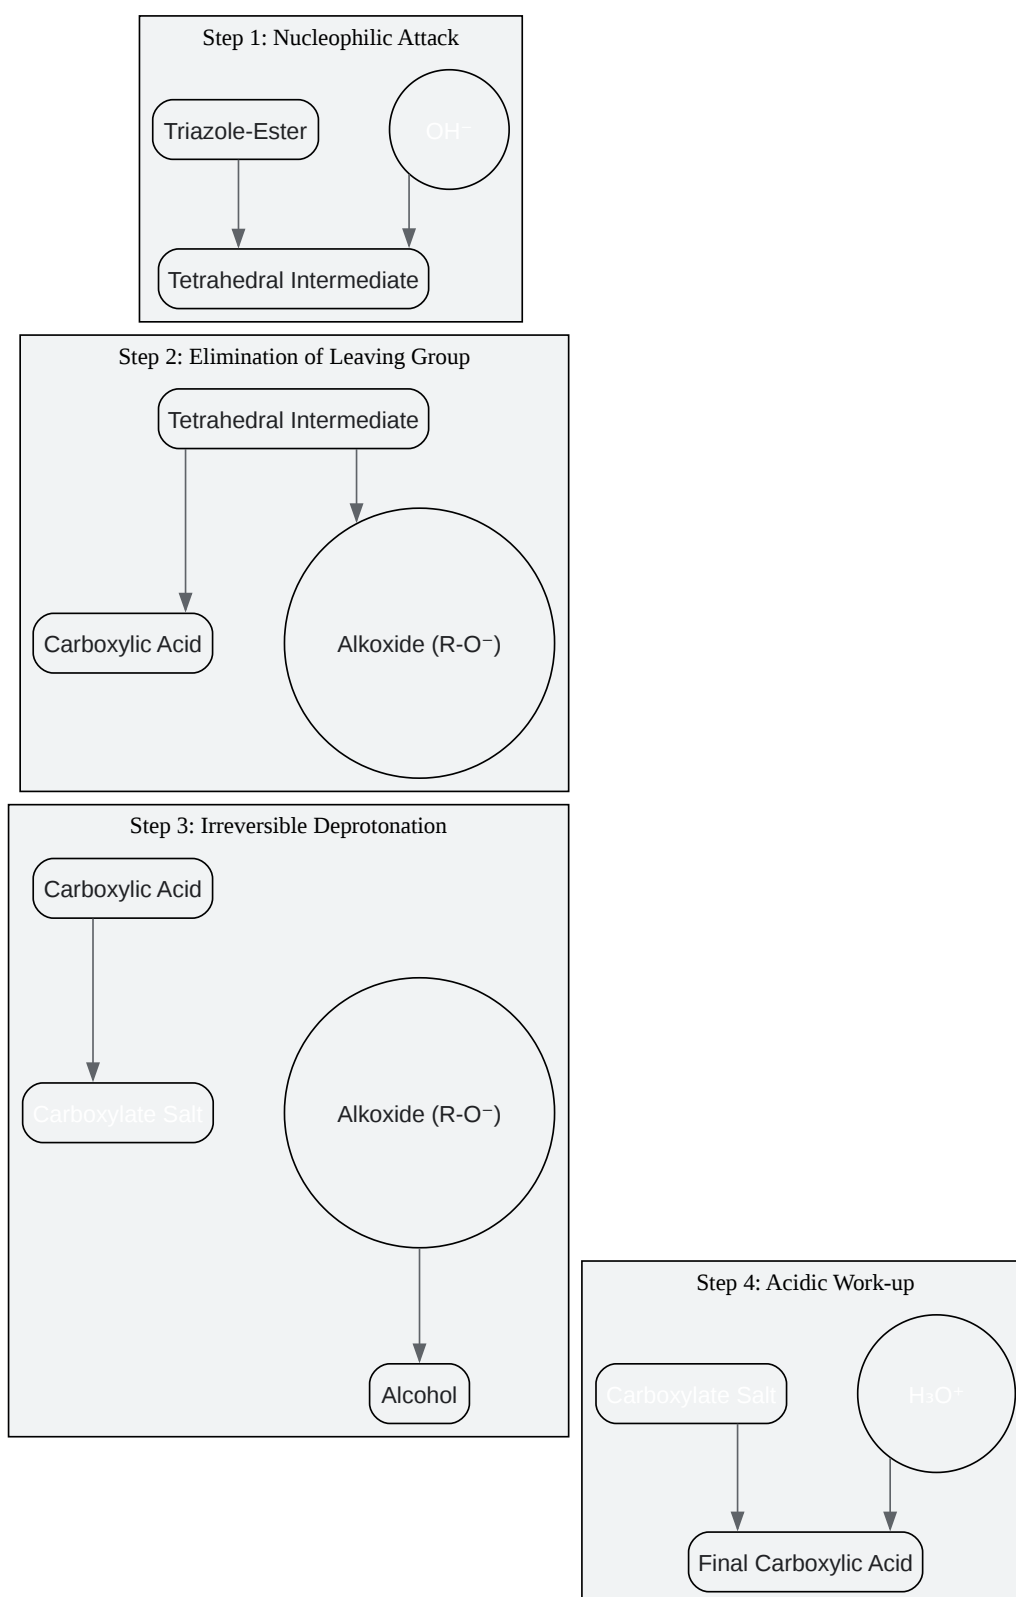 Step 1: Nucleophilic Attack
Triazole-Ester
OH⁻
Tetrahedral Intermediate
Step 2: Elimination of Leaving Group
Tetrahedral Intermediate
Carboxylic Acid
Alkoxide (R-O⁻)
Step 3: Irreversible Deprotonation
Carboxylic Acid
Carboxylate Salt
Alkoxide (R-O⁻)
Alcohol
Step 4: Acidic Work-up
Carboxylate Salt
H₃O⁺
Final Carboxylic Acid